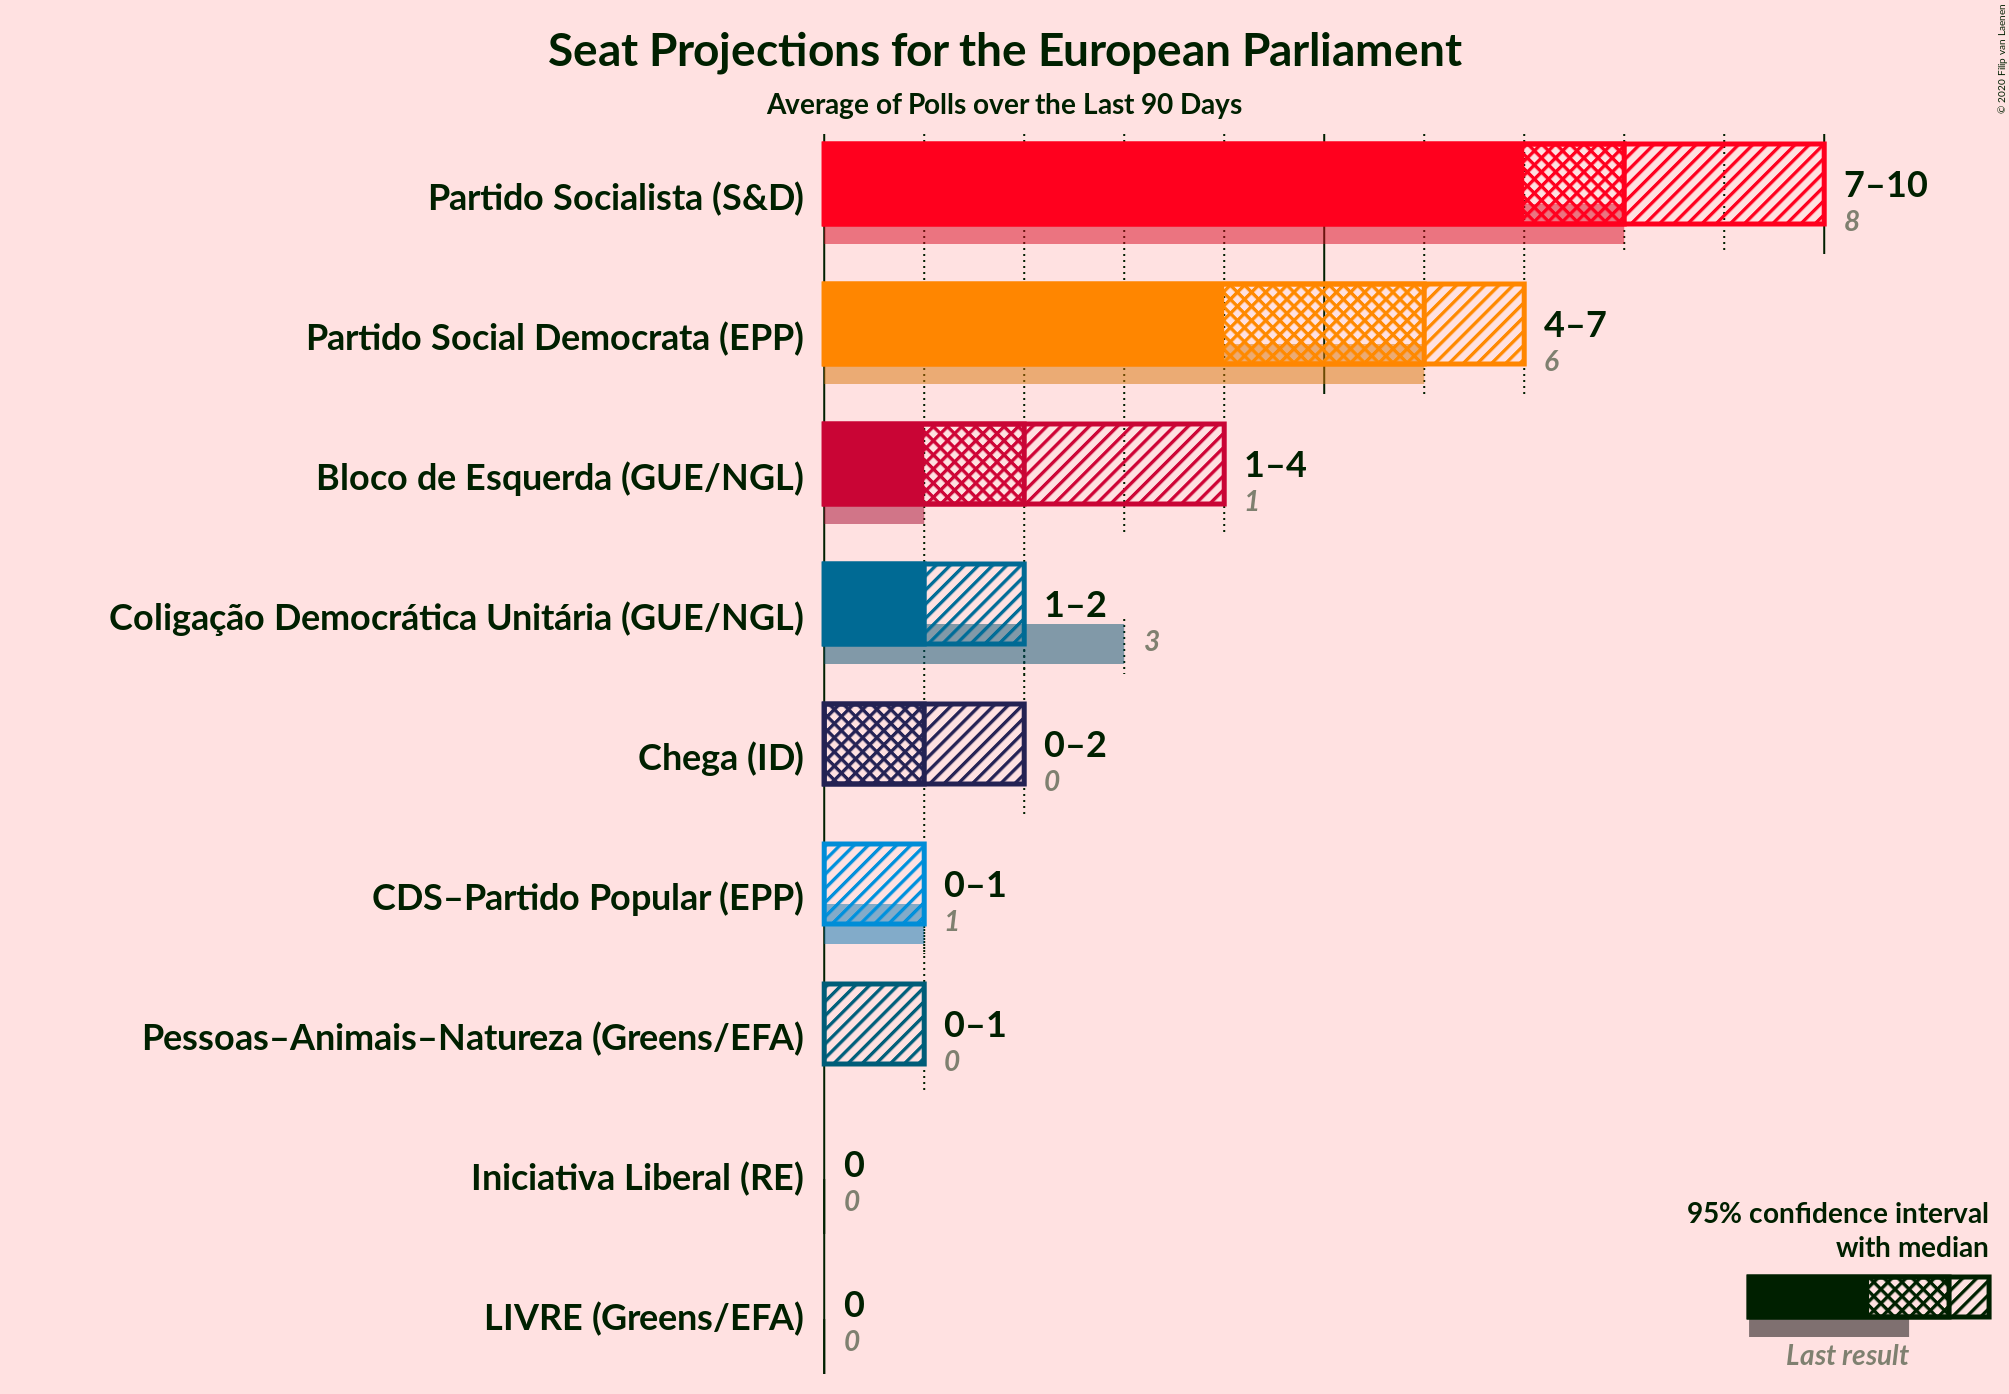 Seat Projections for the European Parliament
Average of Polls over the Last 90 Days
© 2020 Filip van Laenen
Partido Socialista (S&D)
7–10
8
Partido Social Democrata (EPP)
4–7
6
Bloco de Esquerda (GUE/NGL)
1–4
1
Coligação Democrática Unitária (GUE/NGL)
1–2
3
Chega (ID)
0–2
0
CDS–Partido Popular (EPP)
0–1
1
Pessoas–Animais–Natureza (Greens/EFA)
0–1
0
Iniciativa Liberal (RE)
0
0
LIVRE (Greens/EFA)
0
0
95% confidence interval
with median
Last result